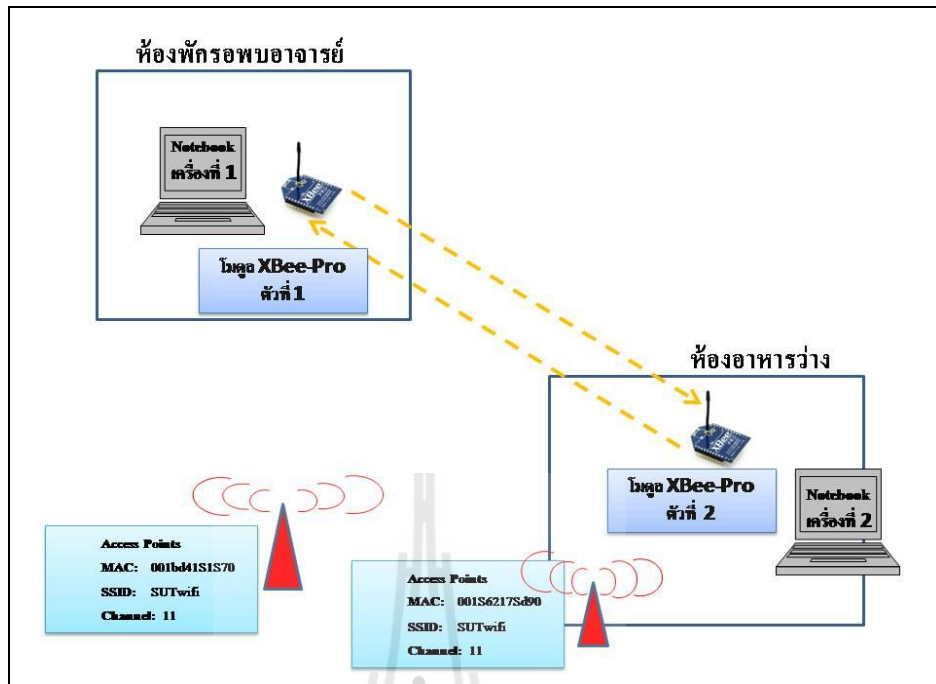 ห้องพักรอพบอาจารย์
Notebook
เครื่องที่ 1
XBee
โมดูล XBee-Pro
ตัวที่ 1
ห้องอาหารว่าง
XBee
โมดูล XBee-Pro
ตัวที่ 2
Notebook
เครื่องที่ 2
Access Points
MAC: 001bd41S1S70
SSID: SUTwifi
Channel: 11
Access Points
MAC: 001S6217Sd90
SSID: SUTwifi
Channel: 11